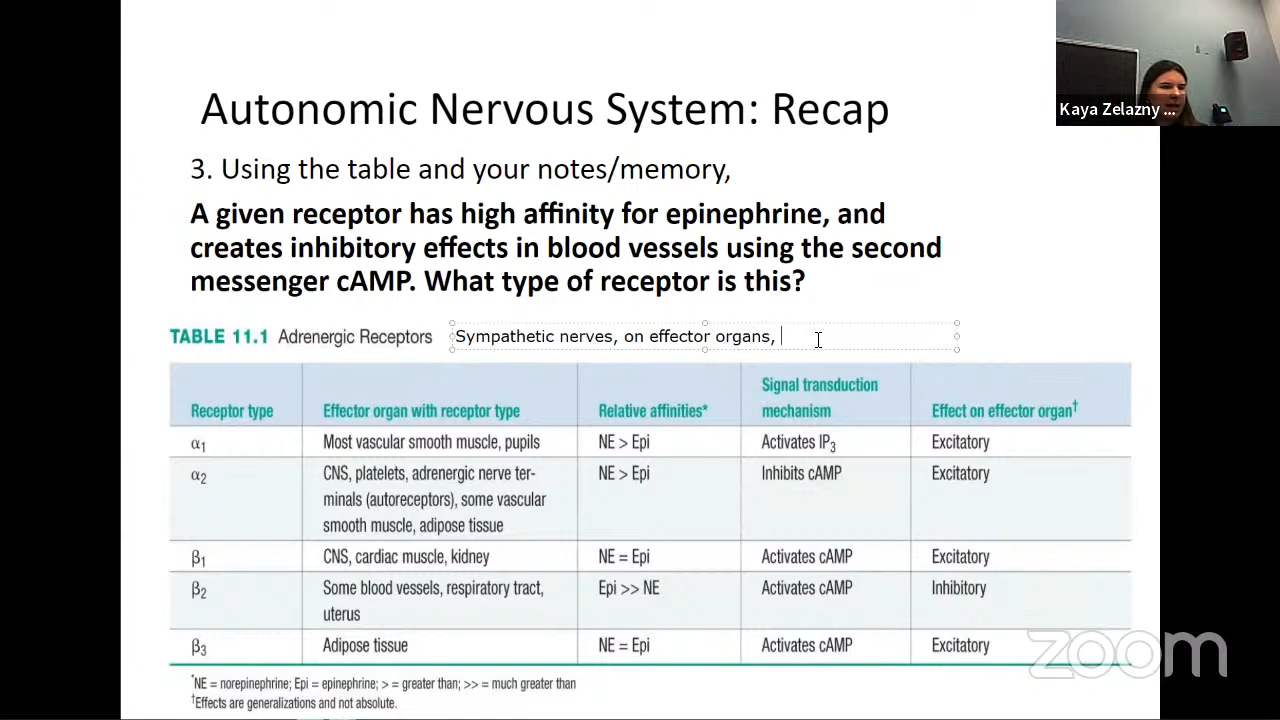 Autonomic Nervous System: Recap
Kaya Zelazny ...
3. Using the table and your notes/memory,
A given receptor has high affinity for epinephrine, and
creates inhibitory effects in blood vessels using the second
messenger cAMP. What type of receptor is this?
TABLE 11.1 Adrenergic Receptors
Sympathetic nerves, on effector organs,
Receptor type
Effector organ with receptor type
Relative affinities*
Signal transduction
mechanism
Effect on effector organ†
α1
Most vascular smooth muscle, pupils
NE > Epi
Activates IP3
Excitatory
α2
CNS, platelets, adrenergic nerve ter-
minals (autoreceptors), some vascular
smooth muscle, adipose tissue
NE > Epi
Inhibits cAMP
Excitatory
β1
CNS, cardiac muscle, kidney
NE = Epi
Activates cAMP
Excitatory
β2
Some blood vessels, respiratory tract,
uterus
Epi >> NE
Activates cAMP
Inhibitory
β3
Adipose tissue
NE = Epi
Activates cAMP
Excitatory
*NE = norepinephrine; Epi = epinephrine; > = greater than; >> = much greater than
†Effects are generalizations and not absolute.
zoom